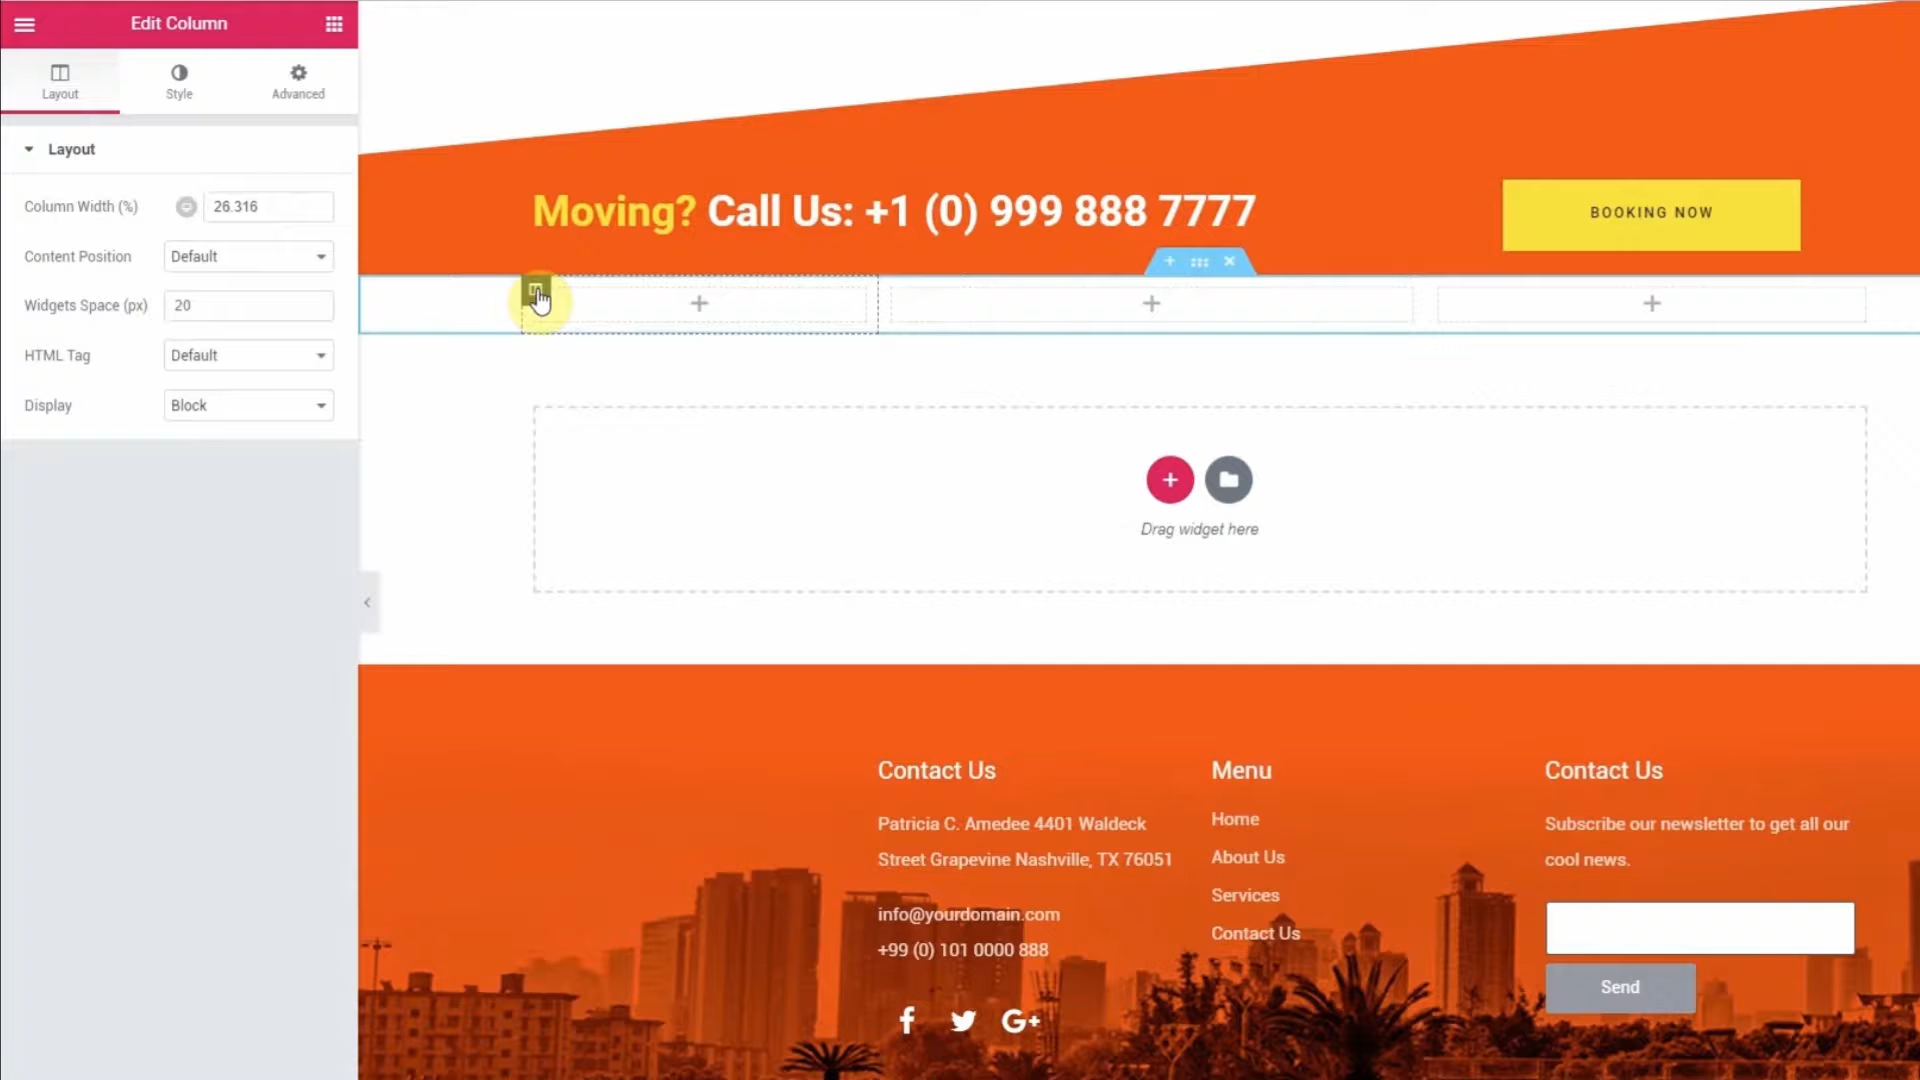 Edit Column
Layout
Style
Advanced
Layout
Column Width (%)
26.316
Content Position
Default
Widgets Space (px)
20
HTML Tag
Default
Display
Block
Moving? Call Us: +1 (0) 999 888 7777
BOOKING NOW
Drag widget here
Contact Us
Patricia C. Amedee 4401 Waldeck
Street Grapevine Nashville, TX 76051
info@yourdomain.com
+99 (0) 101 0000 888
G+
Menu
Home
About Us
Services
Contact Us
Contact Us
Subscribe our newsletter to get all our
cool news.
Send